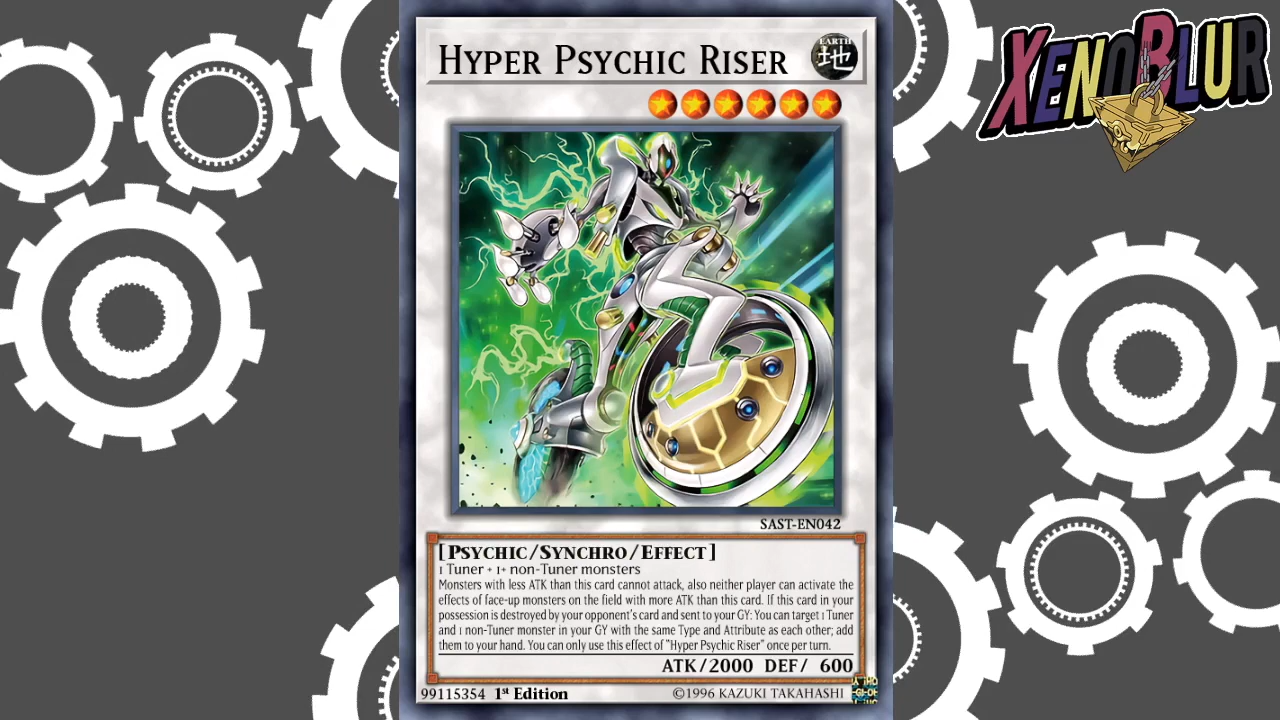 HYPER PSYCHIC RISER
EARTH
地
XENOBLUR
SAST-EN042
[PSYCHIC/SYNCHRO/EFFECT]
1 Tuner + 1+ non-Tuner monsters
Monsters with less ATK than this card cannot attack, also neither player can activate the
effects of face-up monsters on the field with more ATK than this card. If this card in your
possession is destroyed by your opponent's card and sent to your GY: You can target 1 Tuner
and 1 non-Tuner monster in your GY with the same Type and Attribute as each other; add
them to your hand. You can only use this effect of "Hyper Psychic Riser" once per turn.
ATK/2000 DEF/ 600
99115354 1st Edition ©1996 KAZUKI TAKAHASHI